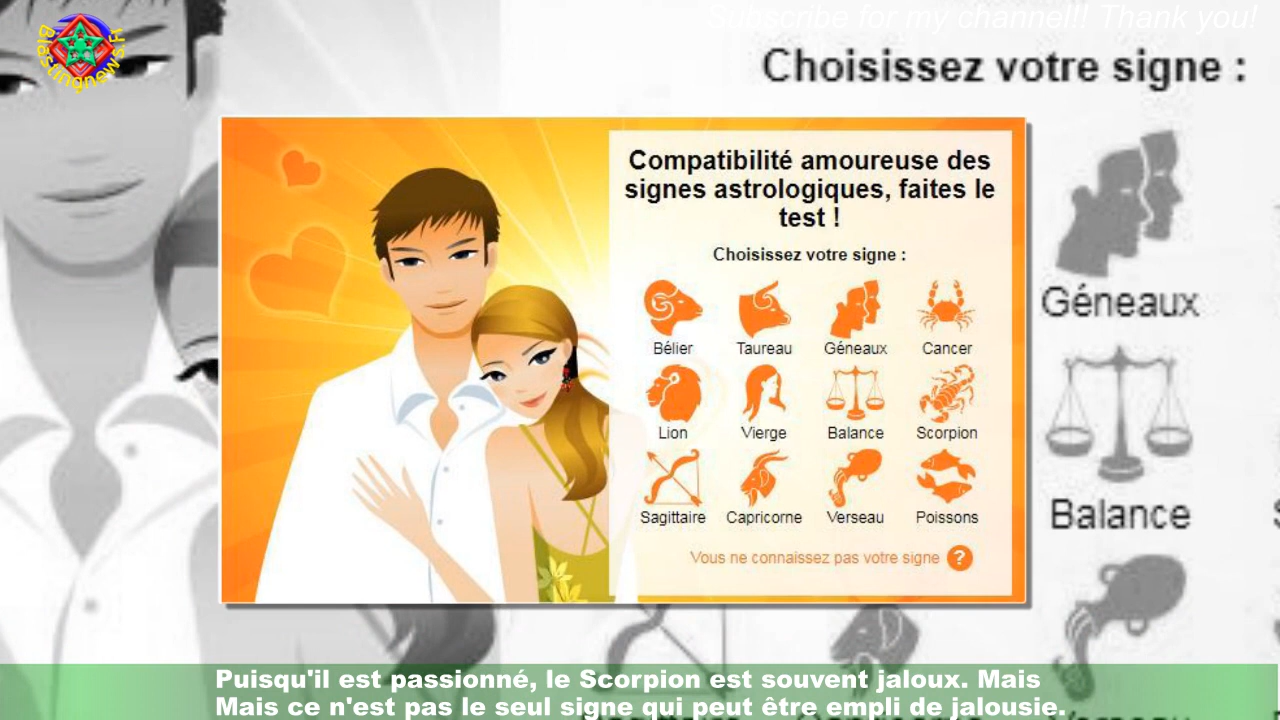 Subscribe for my channel!! Thank you!
Blastingnews.fr
Choisissez votre signe :
Compatibilité amoureuse des
signes astrologiques, faites le
test !
Choisissez votre signe :
Bélier Taureau Géneaux Cancer
Lion Vierge Balance Scorpion
Sagittaire Capricorne Verseau Poissons
Vous ne connaissez pas votre signe ?
Géneaux
Balance
Puisqu'il est passionné, le Scorpion est souvent jaloux. Mais
Mais ce n'est pas le seul signe qui peut être empli de jalousie.